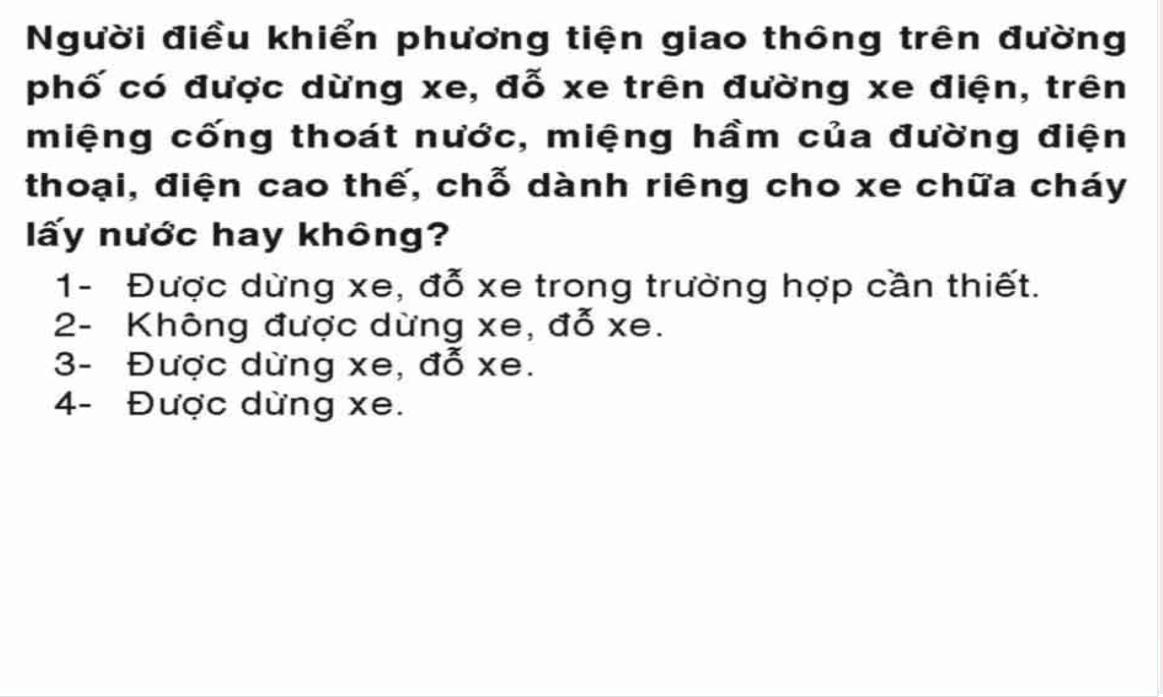 Người điều khiển phương tiện giao thông trên đường
phố có được dừng xe, đỗ xe trên đường xe điện, trên
miệng cống thoát nước, miệng hầm của đường điện
thoại, điện cao thế, chỗ dành riêng cho xe chữa cháy
lấy nước hay không?
1- Được dừng xe, đỗ xe trong trường hợp cần thiết.
2- Không được dừng xe, đỗ xe.
3- Được dừng xe, đỗ xe.
4- Được dừng xe.